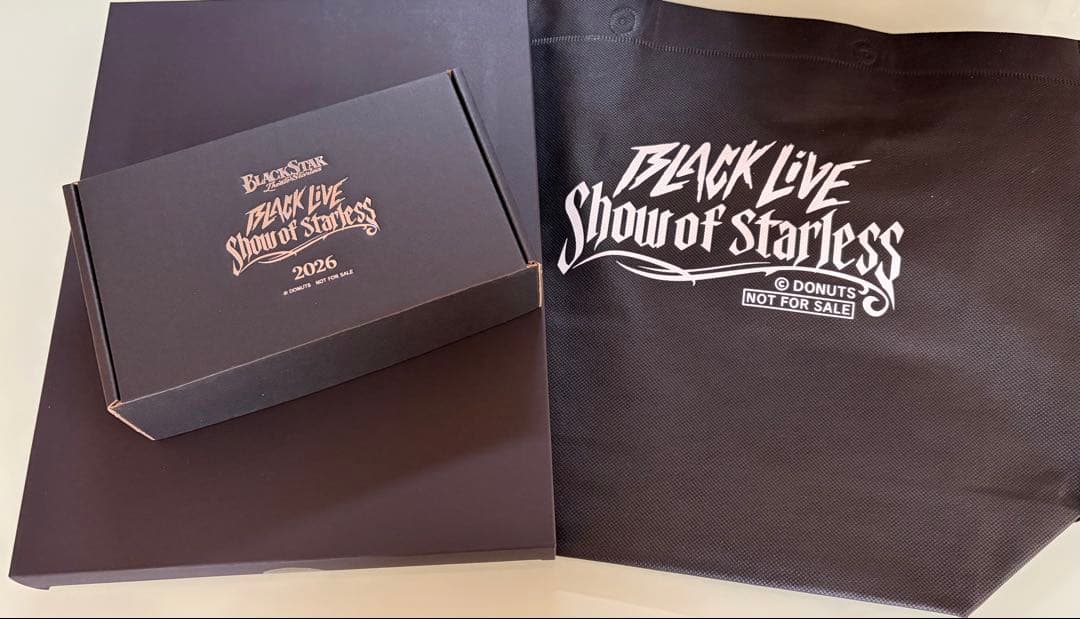 BLACKSTAR
Theater Starless
BLACK LIVE
Show of Starless
2026
© DONUTS NOT FOR SALE
BLACK LIVE
Show of Starless
© DONUTS
NOT FOR SALE